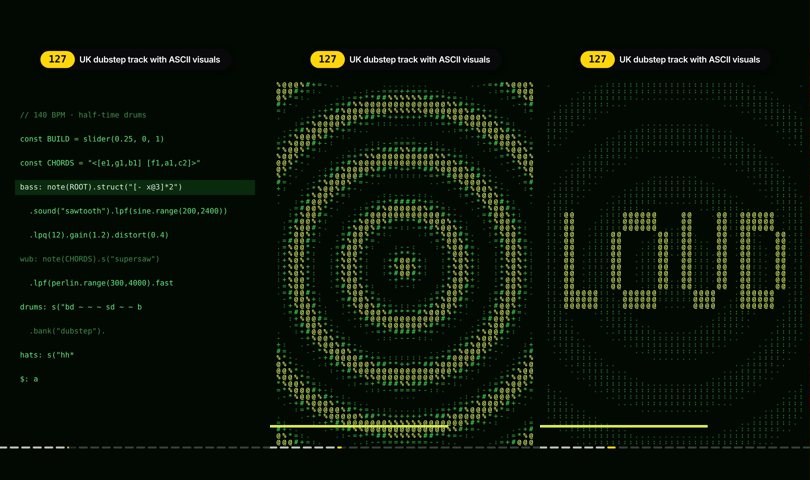 127 UK dubstep track with ASCII visuals
// 140 BPM - half-time drums
const BUILD = slider(0.25, 0, 1)
const CHORDS = "<[e1,g1,b1] [f1,a1,c2]>"
bass: note(ROOT).struct("[- x@3]*2")
.sound("sawtooth").lpf(sine.range(200,2400))
.lpq(12).gain(1.2).distort(0.4)
wub: note(CHORDS).s("supersaw")
.lpf(perlin.range(300,4000).fast
drums: s("bd ~ ~ ~ sd ~ ~ b
.bank("dubstep").
hats: s("hh*
$: a
127 UK dubstep track with ASCII visuals
127 UK dubstep track with ASCII visuals
LOUD